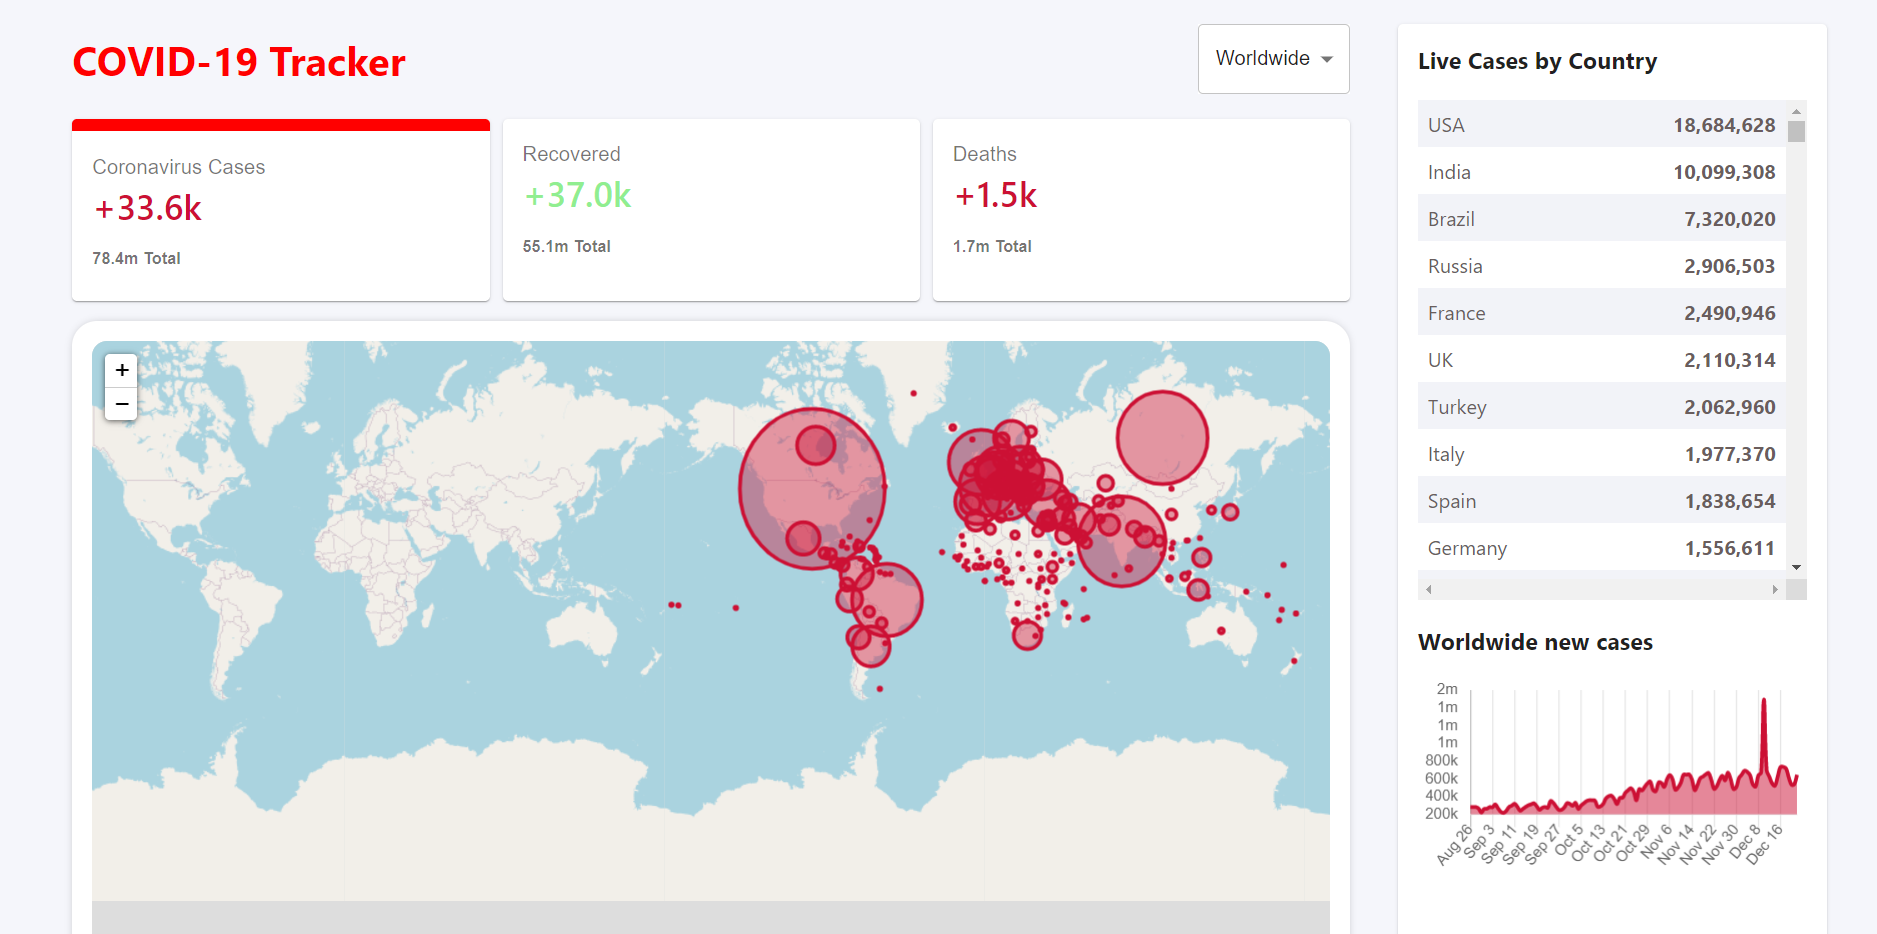 COVID-19 Tracker
Worldwide
Coronavirus Cases
+33.6k
78.4m Total
Recovered
+37.0k
55.1m Total
Deaths
+1.5k
1.7m Total
+
−
Live Cases by Country
USA 18,684,628
India 10,099,308
Brazil 7,320,020
Russia 2,906,503
France 2,490,946
UK 2,110,314
Turkey 2,062,960
Italy 1,977,370
Spain 1,838,654
Germany 1,556,611
Worldwide new cases
2m
1m
1m
1m
800k
600k
400k
200k
Aug 26
Sep 3
Sep 11
Sep 19
Sep 27
Oct 5
Oct 13
Oct 21
Oct 29
Nov 6
Nov 14
Nov 22
Nov 30
Dec 8
Dec 16